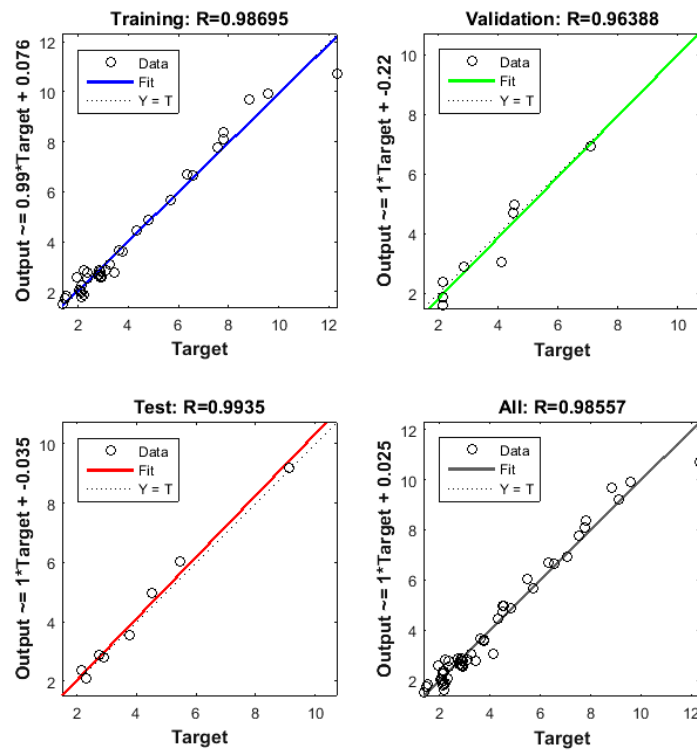 Training: R=0.98695
Output ~= 0.99*Target + 0.076
12
10
8
6
4
2
Data
Fit
Y = T
2 4 6 8 10 12
Target
Validation: R=0.96388
Output ~= 1*Target + -0.22
10
8
6
4
2
Data
Fit
Y = T
2 4 6 8 10
Target
Test: R=0.9935
Output ~= 1*Target + -0.035
10
8
6
4
2
Data
Fit
Y = T
2 4 6 8 10
Target
All: R=0.98557
Output ~= 1*Target + 0.025
12
10
8
6
4
2
Data
Fit
Y = T
2 4 6 8 10 12
Target